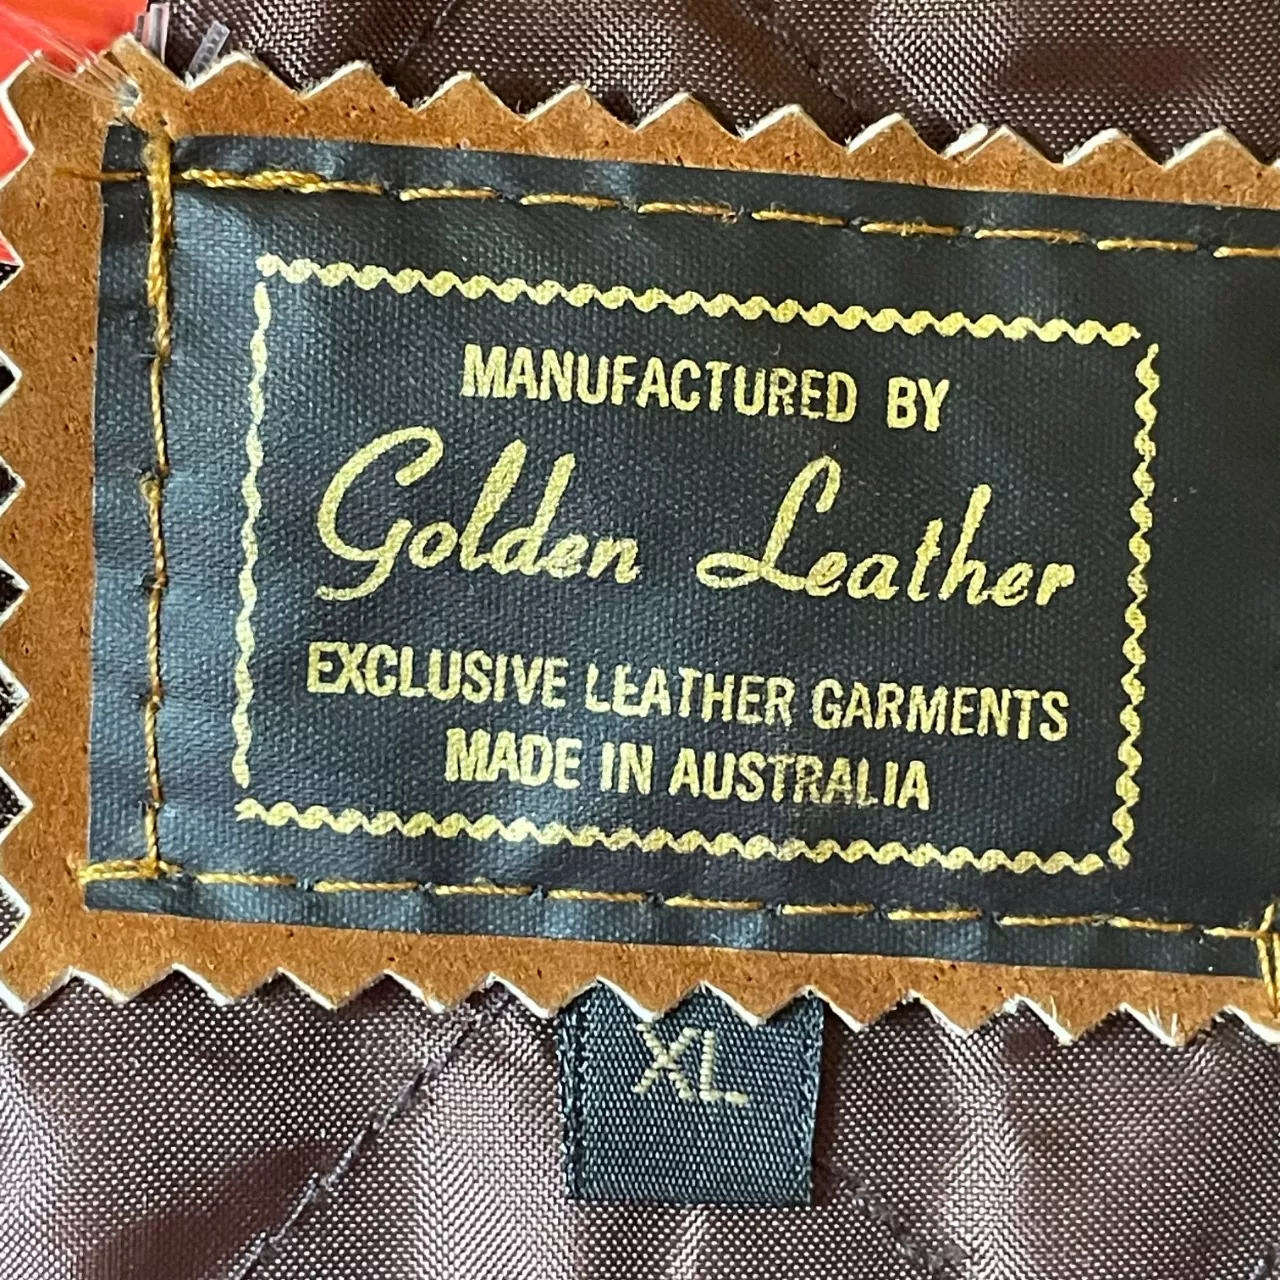 MANUFACTURED BY
Golden Leather
EXCLUSIVE LEATHER GARMENTS
MADE IN AUSTRALIA
XL